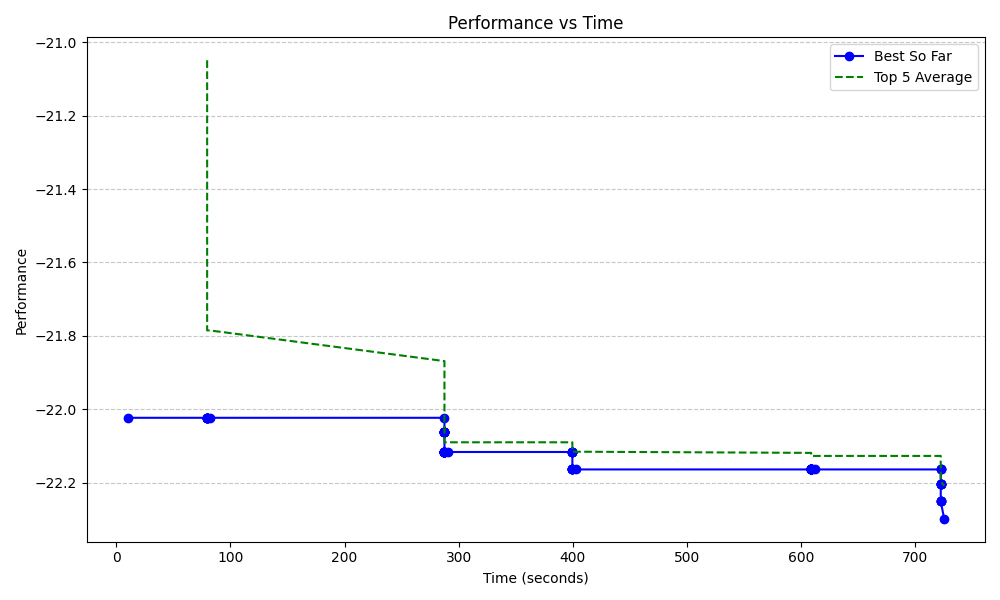 Performance vs Time
Best So Far
Top 5 Average
−21.0
−21.2
−21.4
−21.6
−21.8
−22.0
−22.2
Performance
0 100 200 300 400 500 600 700
Time (seconds)